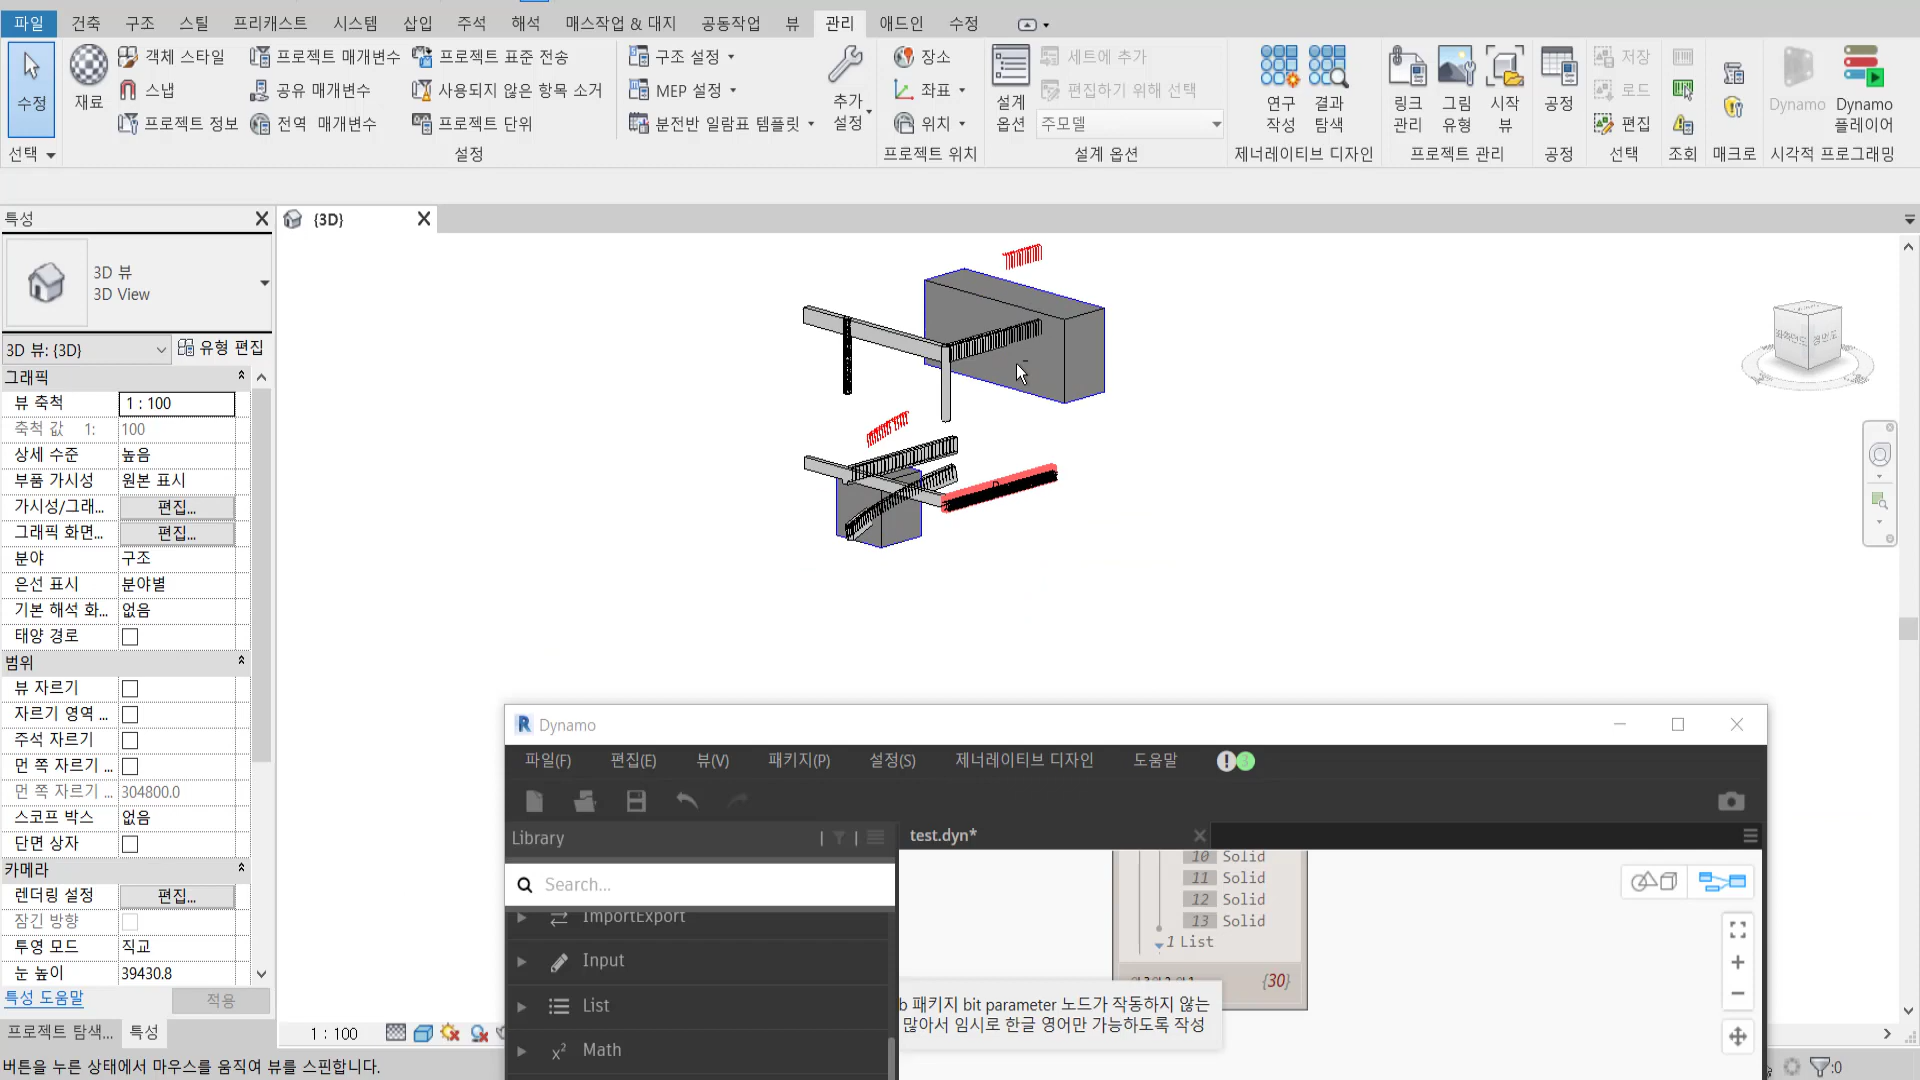 파일 건축 구조 스틸 프리캐스트 시스템 삽입 주석 해석 매스작업 & 대지 공동작업 뷰 관리 애드인 수정
수정
선택
재료
객체 스타일
스냅
프로젝트 정보
프로젝트 매개변수
공유 매개변수
전역 매개변수
프로젝트 표준 전송
사용되지 않은 항목 소거
프로젝트 단위
설정
구조 설정
MEP 설정
분전반 일람표 템플릿
추가
설정
장소
좌표
위치
프로젝트 위치
설계
옵션
세트에 추가
편집하기 위해 선택
주모델
설계 옵션
연구
작성
결과
탐색
제너레이티브 디자인
링크
관리
그림
유형
시작
뷰
프로젝트 관리
공정
공정
저장
로드
편집
선택
조회
매크로
Dynamo
Dynamo
플레이어
시각적 프로그래밍
특성
{3D}
3D 뷰
3D View
3D 뷰: {3D}
유형 편집
그래픽
뷰 축척 1 : 100
축척 값 1: 100
상세 수준 높음
부품 가시성 원본 표시
가시성/그래... 편집...
그래픽 화면... 편집...
분야 구조
은선 표시 분야별
기본 해석 화... 없음
태양 경로
범위
뷰 자르기
자르기 영역 ...
주석 자르기
먼 쪽 자르기 ...
먼 쪽 자르기 ... 304800.0
스코프 박스 없음
단면 상자
카메라
렌더링 설정 편집...
잠긴 방향
투영 모드 직교
눈 높이 39430.8
특성 도움말 적용
프로젝트 탐색... 특성
1 : 100
버튼을 누른 상태에서 마우스를 움직여 뷰를 스핀합니다.
:0
Dynamo
파일(F) 편집(E) 뷰(V) 패키지(P) 설정(S) 제너레이티브 디자인 도움말
Library
Search...
ImportExport
Input
List
Math
test.dyn*
10 Solid
11 Solid
12 Solid
13 Solid
1 List
{30}
b 패키지 bit parameter 노드가 작동하지 않는
많아서 임시로 한글 영어만 가능하도록 작성